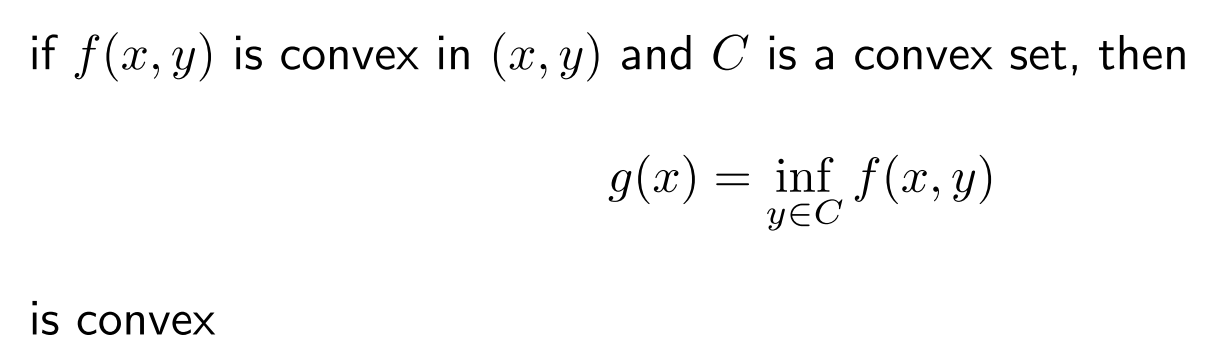 if f(x, y) is convex in (x, y) and C is a convex set, then
g(x) = inf_{y∈C} f(x, y)
is convex